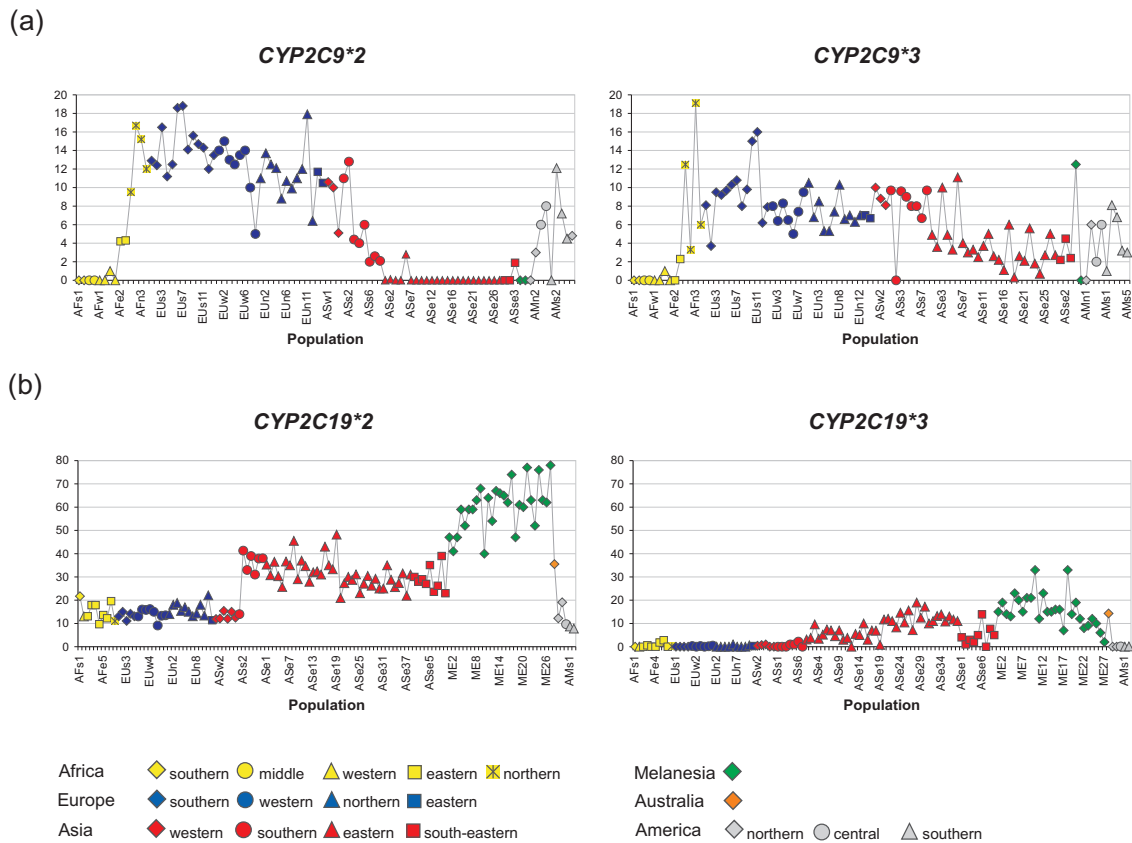 (a)
CYP2C9*2
CYP2C9*3
20
18
16
14
12
10
8
6
4
2
0
AFs1
AFw1
AFe2
AFn3
EUs3
EUs7
EUs11
EUw2
EUw6
EUn2
EUn6
EUn11
ASw1
ASs2
ASs6
ASe2
ASe7
ASe12
ASe16
ASe21
ASe25
ASe3
AMn2
AMs2
Population
20
18
16
14
12
10
8
6
4
2
0
AFs1
AFw1
AFe2
AFn3
EUs3
EUs7
EUs11
EUw2
EUw7
EUn3
EUn8
EUn12
ASw2
ASs3
ASs7
ASe3
ASe7
ASe11
ASe16
ASe21
ASe25
ASe2
AMn1
AMs1
AMs5
Population
(b)
CYP2C19*2
CYP2C19*3
80
70
60
50
40
30
20
10
0
AFs1
AFe5
EUs3
EUw4
EUn2
EUn8
ASw2
ASs2
ASe1
ASe7
ASe13
ASe19
ASe25
ASe31
ASe37
ASe5
ME2
ME8
ME14
ME20
ME26
AMs1
Population
80
70
60
50
40
30
20
10
0
AFs1
AFe4
EUs1
EUw2
EUn1
EUn7
ASw2
ASs1
ASs6
ASe4
ASe9
ASe14
ASe19
ASe24
ASe29
ASe34
ASe1
ASe6
ME2
ME7
ME12
ME17
ME22
ME27
AMs1
Population
Africa southern middle western eastern northern
Europe southern western northern eastern
Asia western southern eastern south-eastern
Melanesia
Australia
America northern central southern